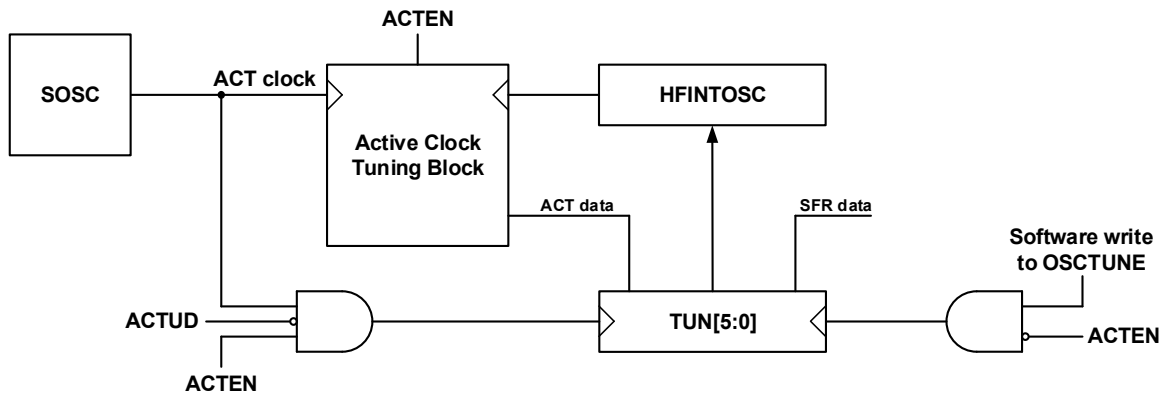 ACTEN
SOSC
ACT clock
HFINTOSC
Active Clock
Tuning Block
ACT data
SFR data
Software write
to OSCTUNE
ACTUD
TUN[5:0]
ACTEN
ACTEN